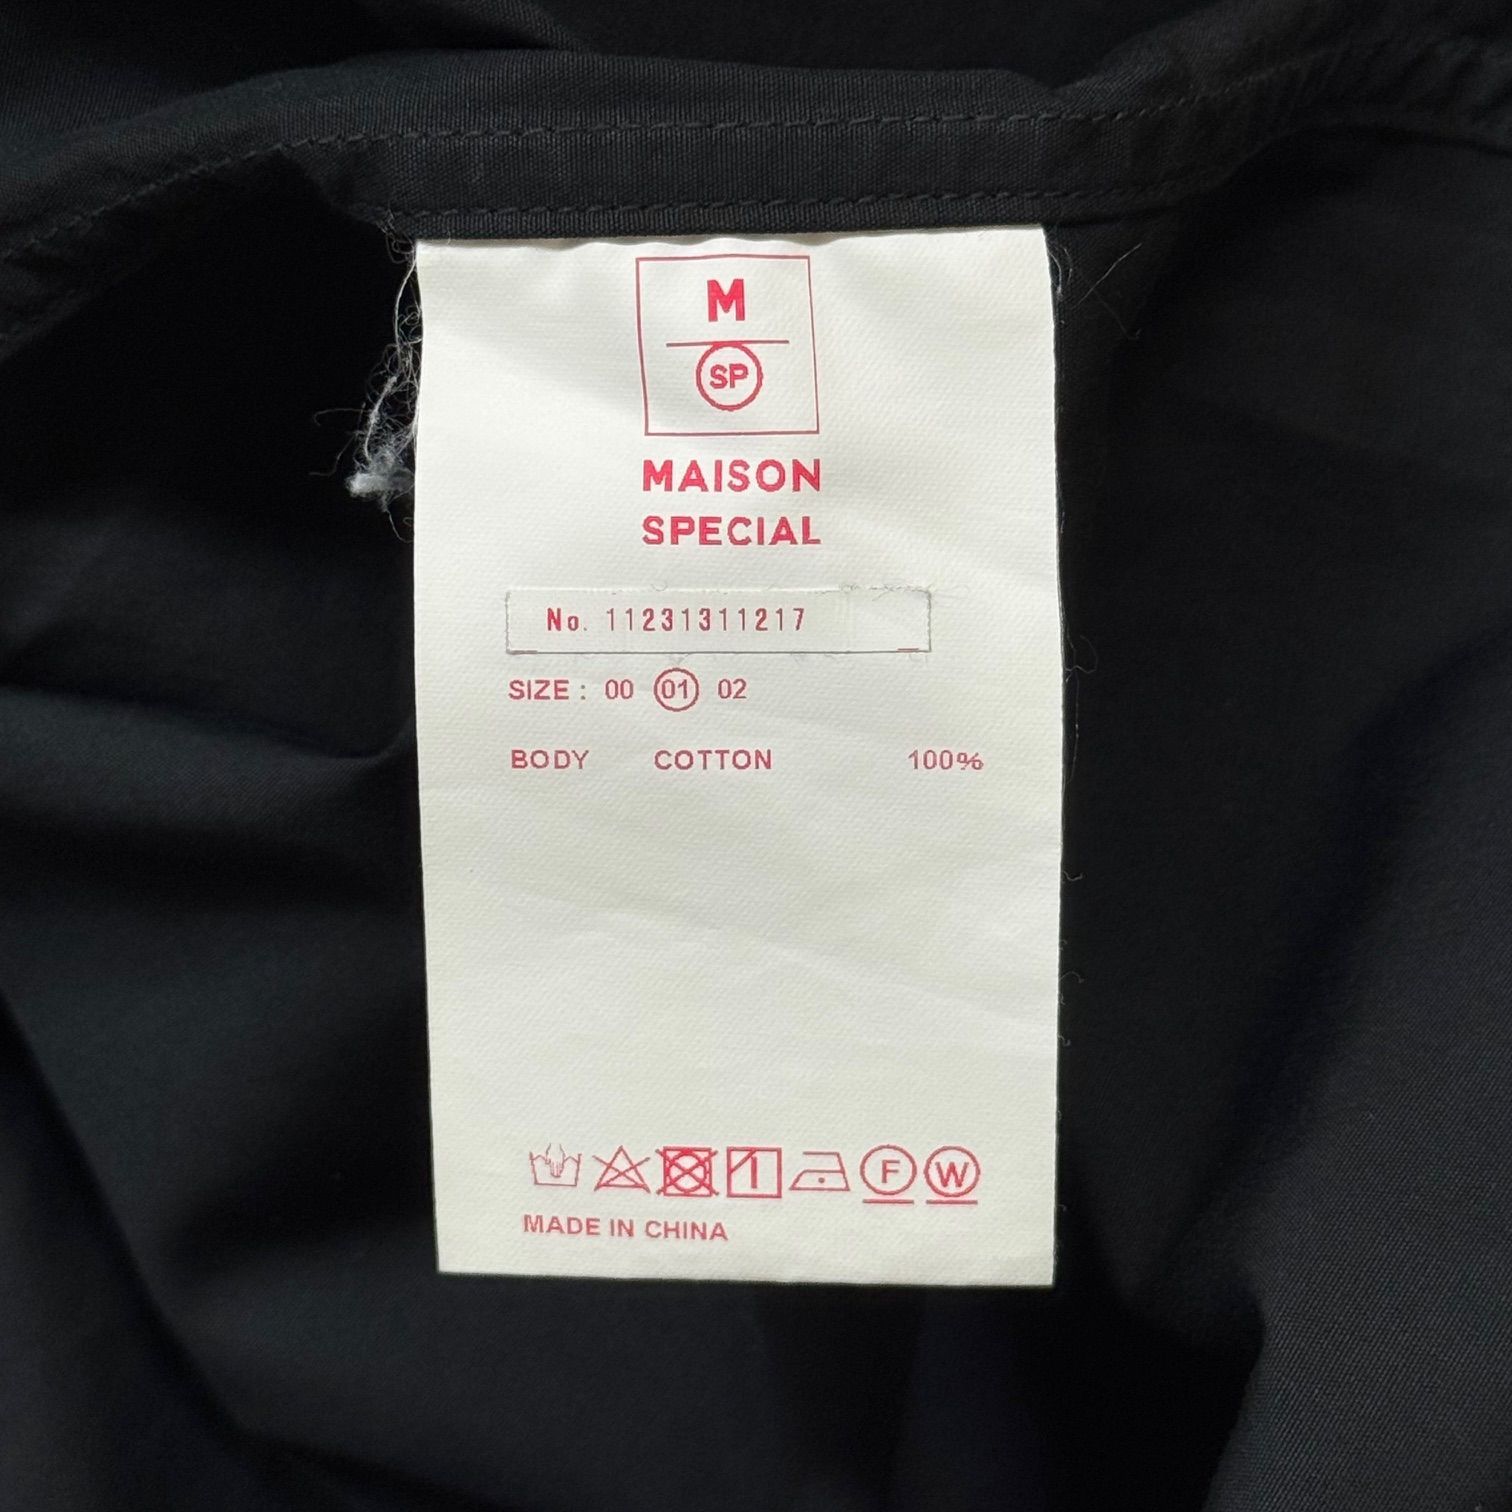 M
SP
MAISON
SPECIAL
No. 11231311217
SIZE : 00 01 02
BODY COTTON 100%
F W
MADE IN CHINA